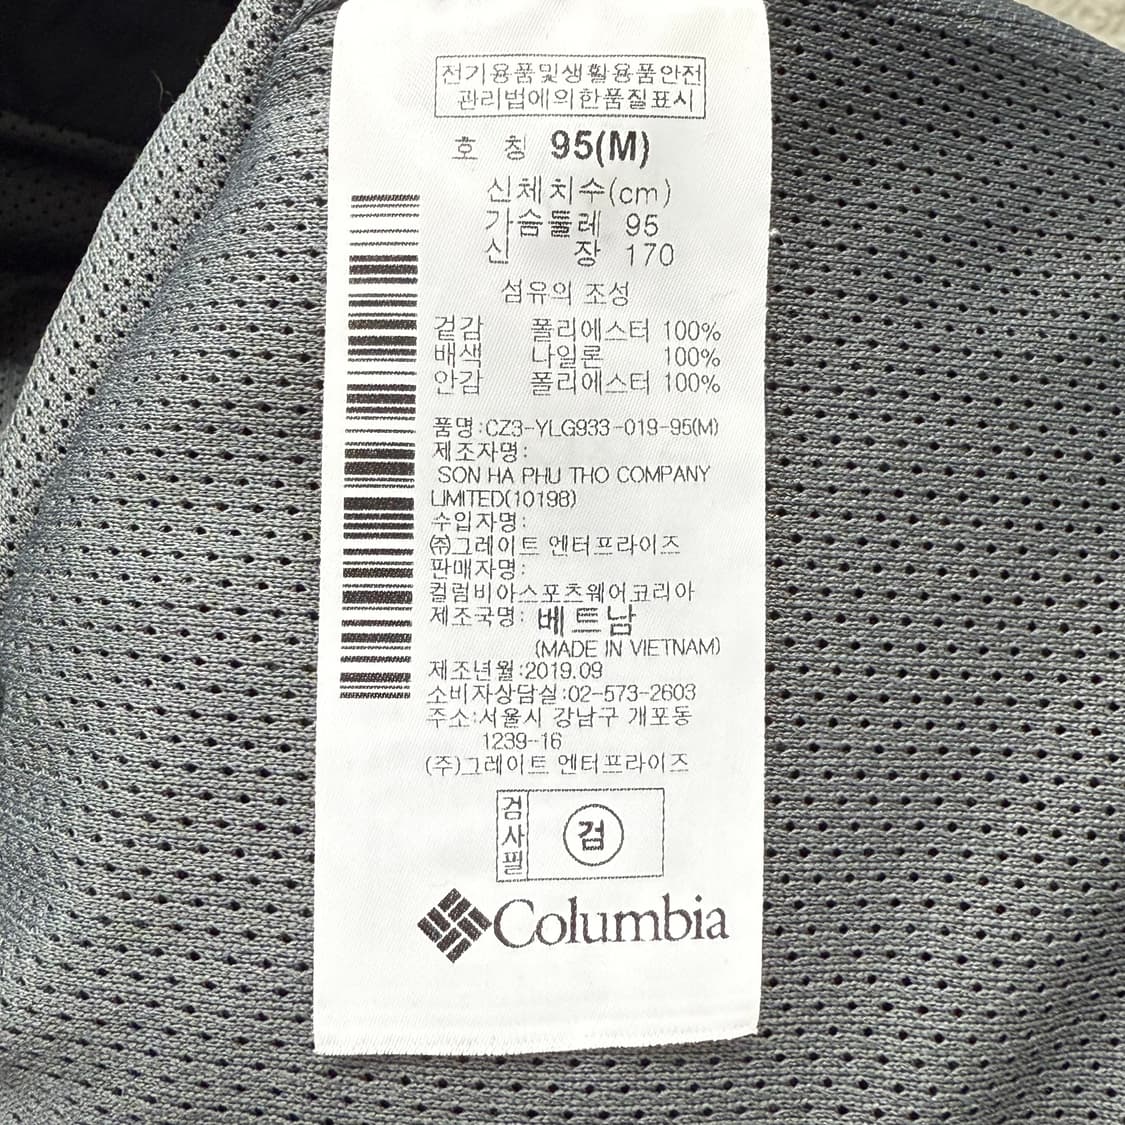 전기용품및생활용품안전
관리법에의한품질표시
호 칭 95(M)
신체치수(cm)
가슴둘레 95
신 장 170
섬유의 조성
겉감 폴리에스터 100%
배색 나일론 100%
안감 폴리에스터 100%
품명:CZ3-YLG933-019-95(M)
제조자명:
SON HA PHU THO COMPANY
LIMITED(10198)
수입자명:
㈜그레이트 엔터프라이즈
판매자명:
컬럼비아스포츠웨어코리아
제조국명: 베트남
(MADE IN VIETNAM)
제조년월:2019.09
소비자상담실:02-573-2603
주소:서울시 강남구 개포동
1239-16
(주)그레이트 엔터프라이즈
검사필 검
Columbia